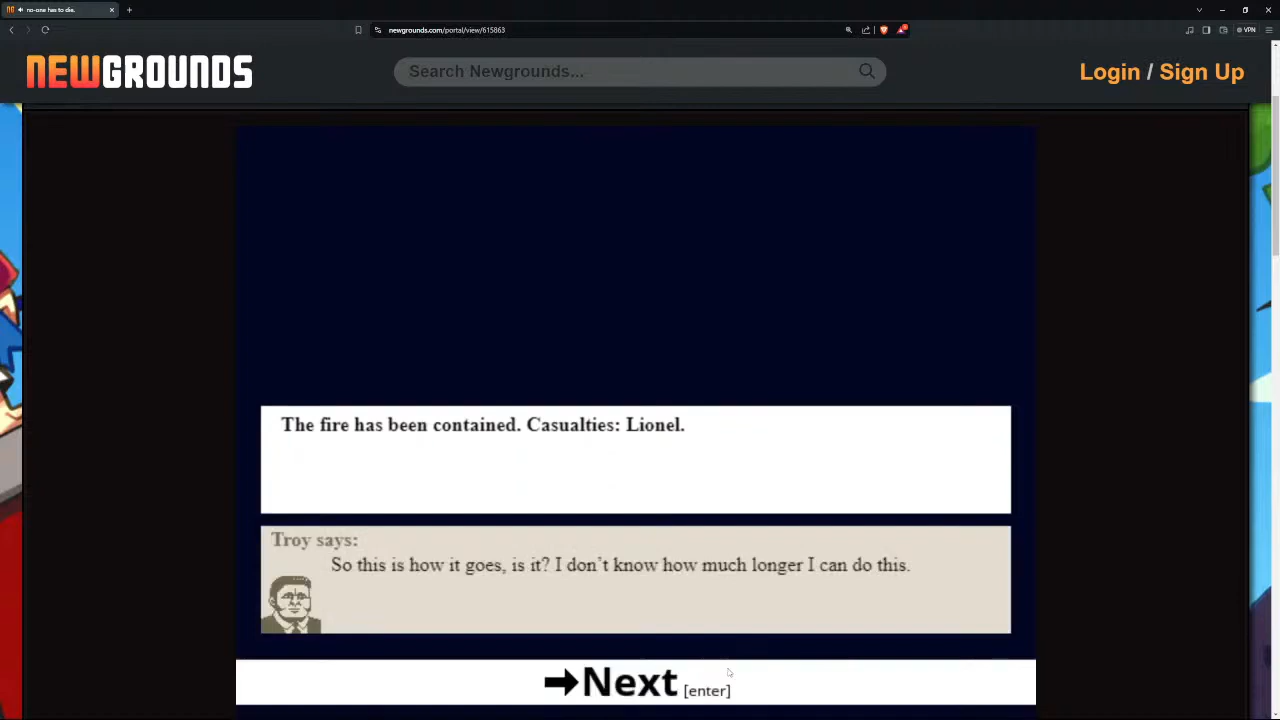 no-one has to die.
newgrounds.com/portal/view/615863
VPN
NEWGROUNDS
Search Newgrounds...
Login / Sign Up
The fire has been contained. Casualties: Lionel.
Troy says:
So this is how it goes, is it? I don't know how much longer I can do this.
Next [enter]